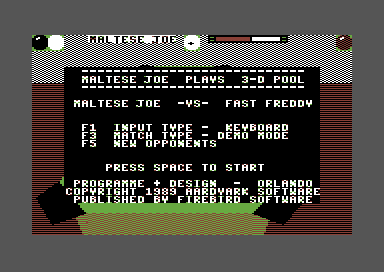 MALTESE JOE
MALTESE JOE PLAYS 3-D POOL
MALTESE JOE -VS- FAST FREDDY
F1 INPUT TYPE - KEYBOARD
F3 MATCH TYPE - DEMO MODE
F5 NEW OPPONENTS
PRESS SPACE TO START
PROGRAMME + DESIGN - ORLANDO
COPYRIGHT 1989 AARDVARK SOFTWARE
PUBLISHED BY FIREBIRD SOFTWARE